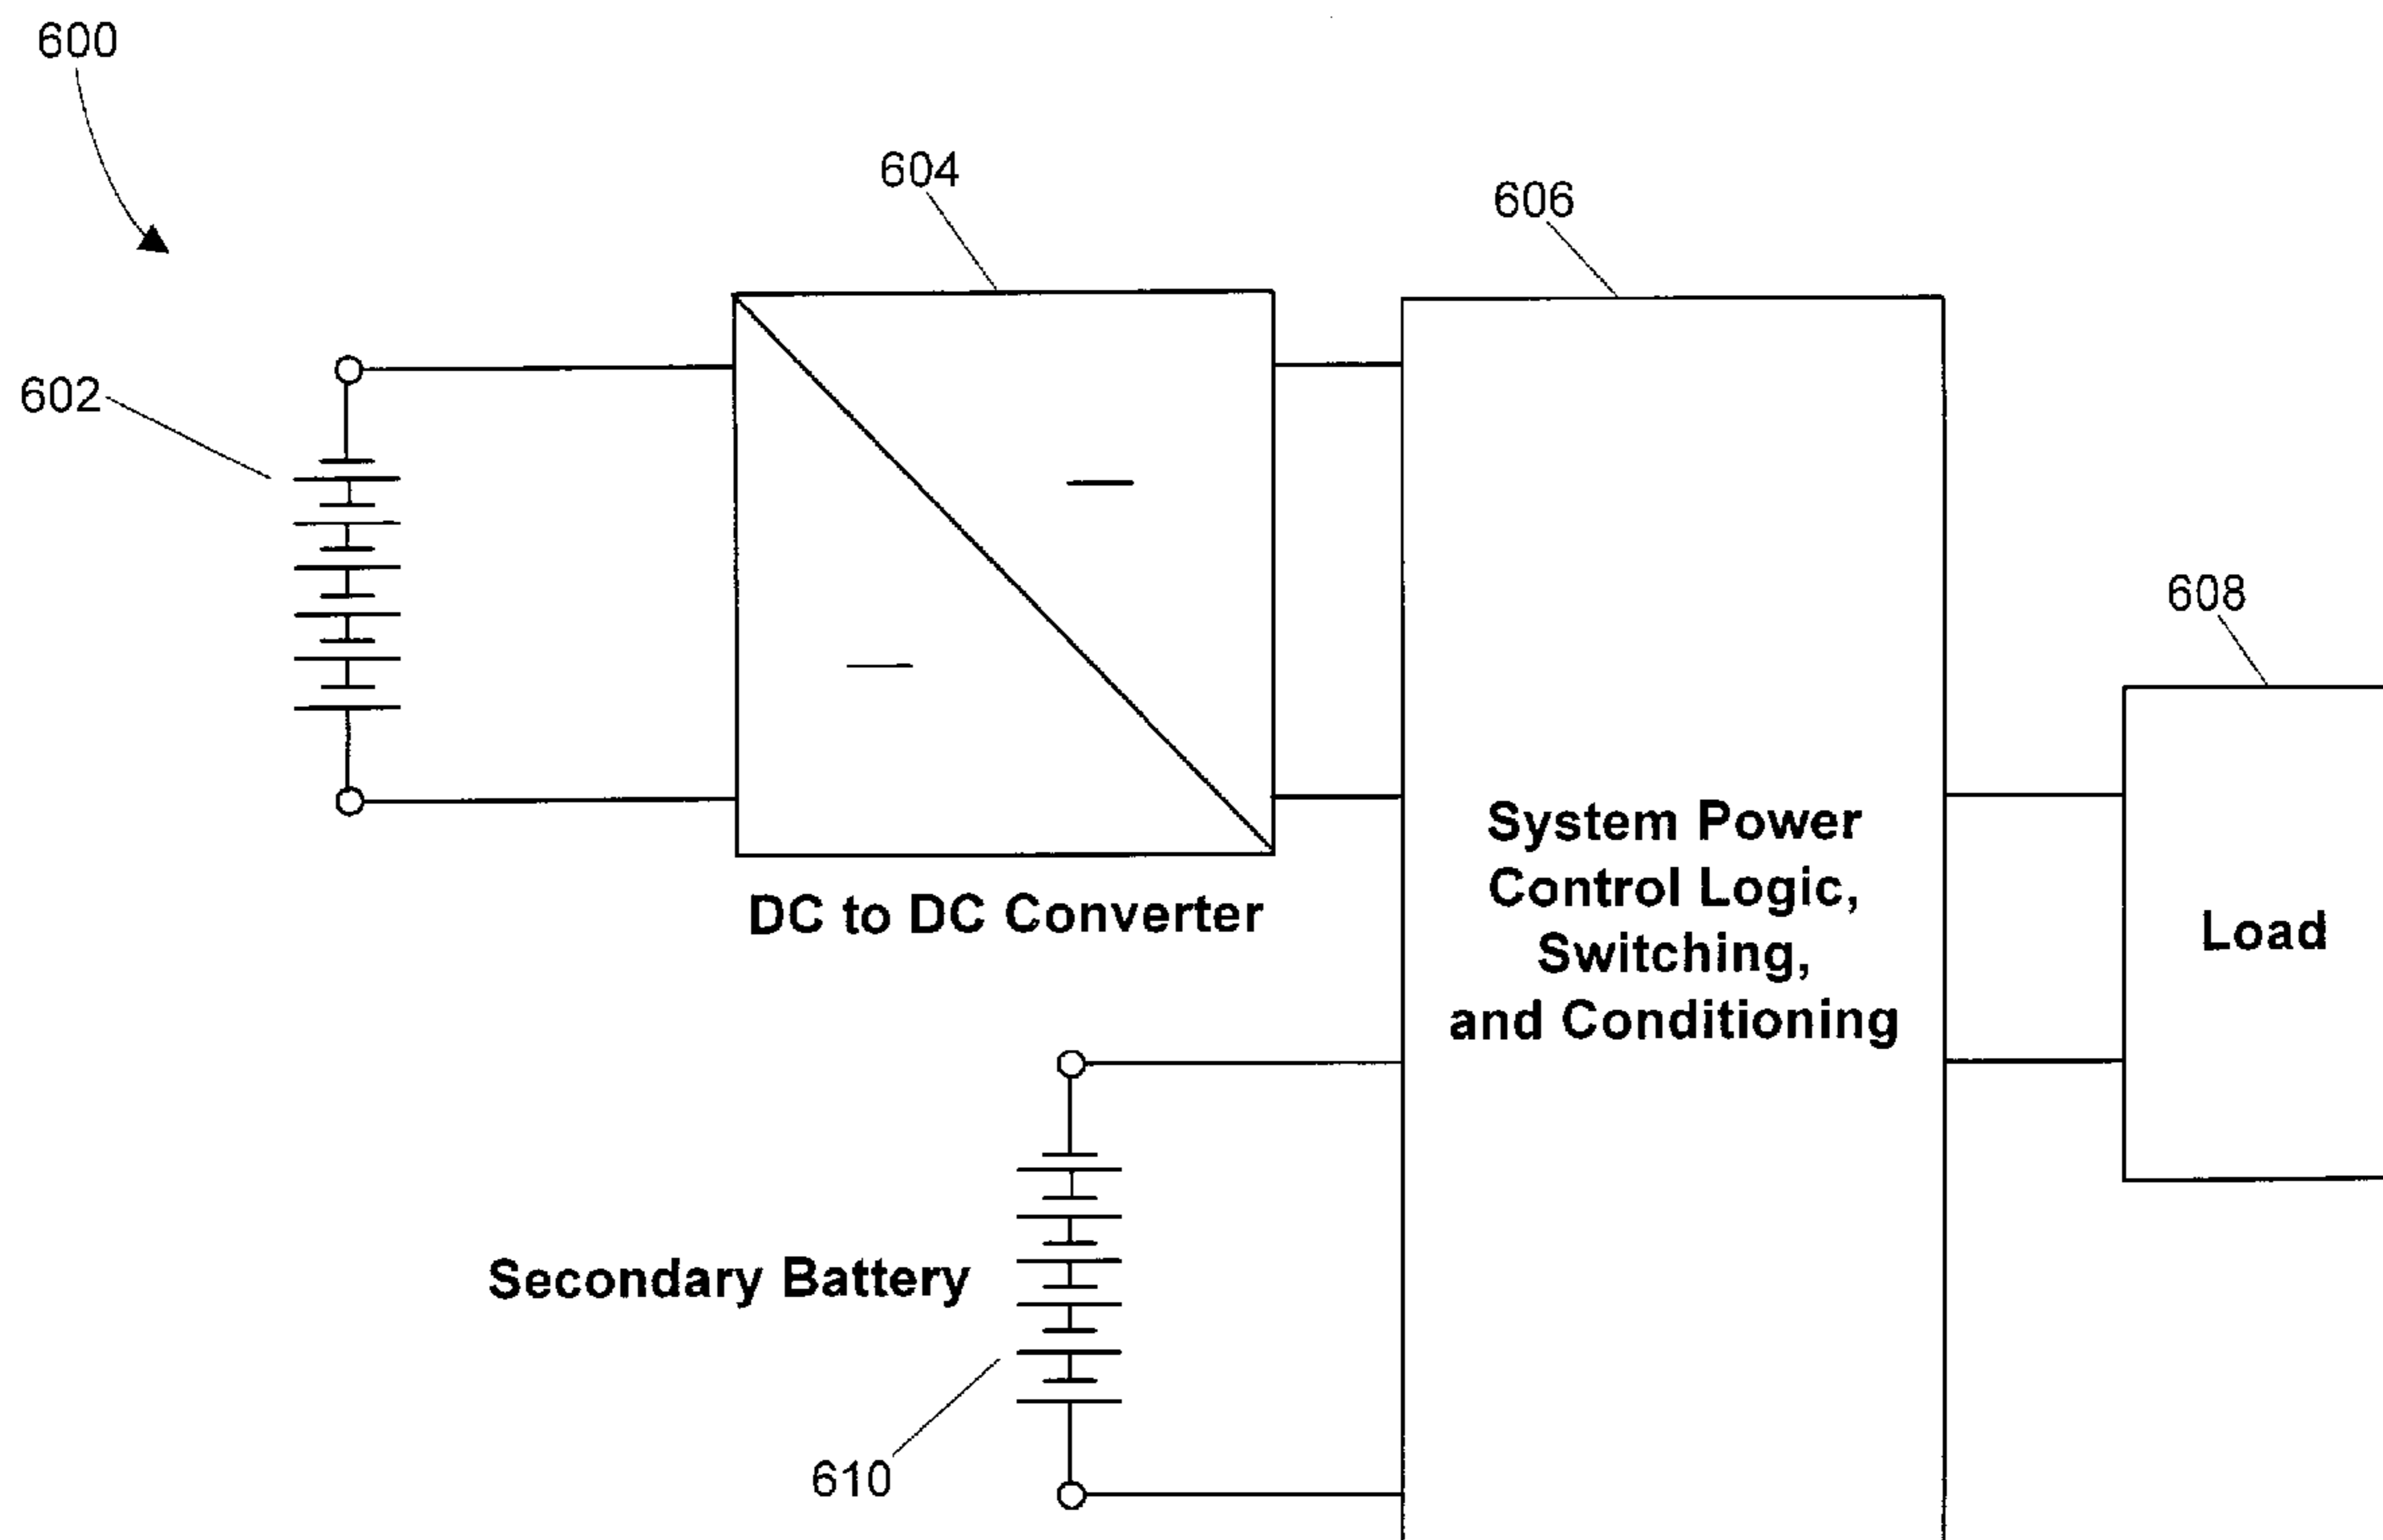 600
604
606
602
608
System Power
Control Logic,
Switching,
and Conditioning
Load
DC to DC Converter
Secondary Battery
610